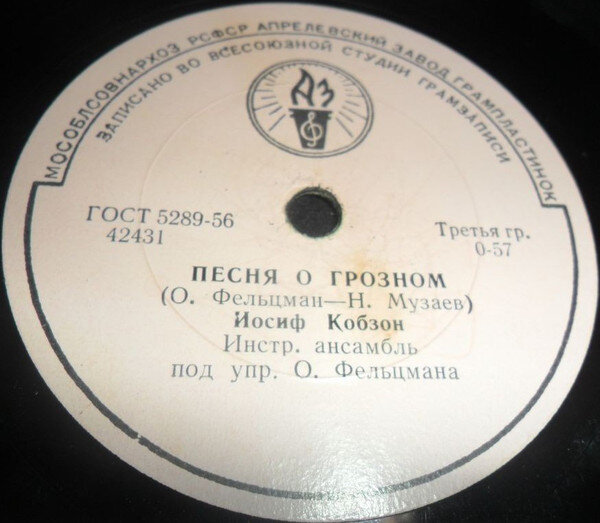 МОСОБЛСОВНАРХОЗ РСФСР АПРЕЛЕВСКИЙ ЗАВОД ГРАМПЛАСТИНОК
ЗАПИСАНО ВО ВСЕСОЮЗНОЙ СТУДИИ ГРАМЗАПИСИ
АЗ
ГОСТ 5289-56
42431
Третья гр.
0-57
ПЕСНЯ О ГРОЗНОМ
(О. Фельцман—Н. Музаев)
Иосиф Кобзон
Инстр. ансамбль
под упр. О. Фельцмана